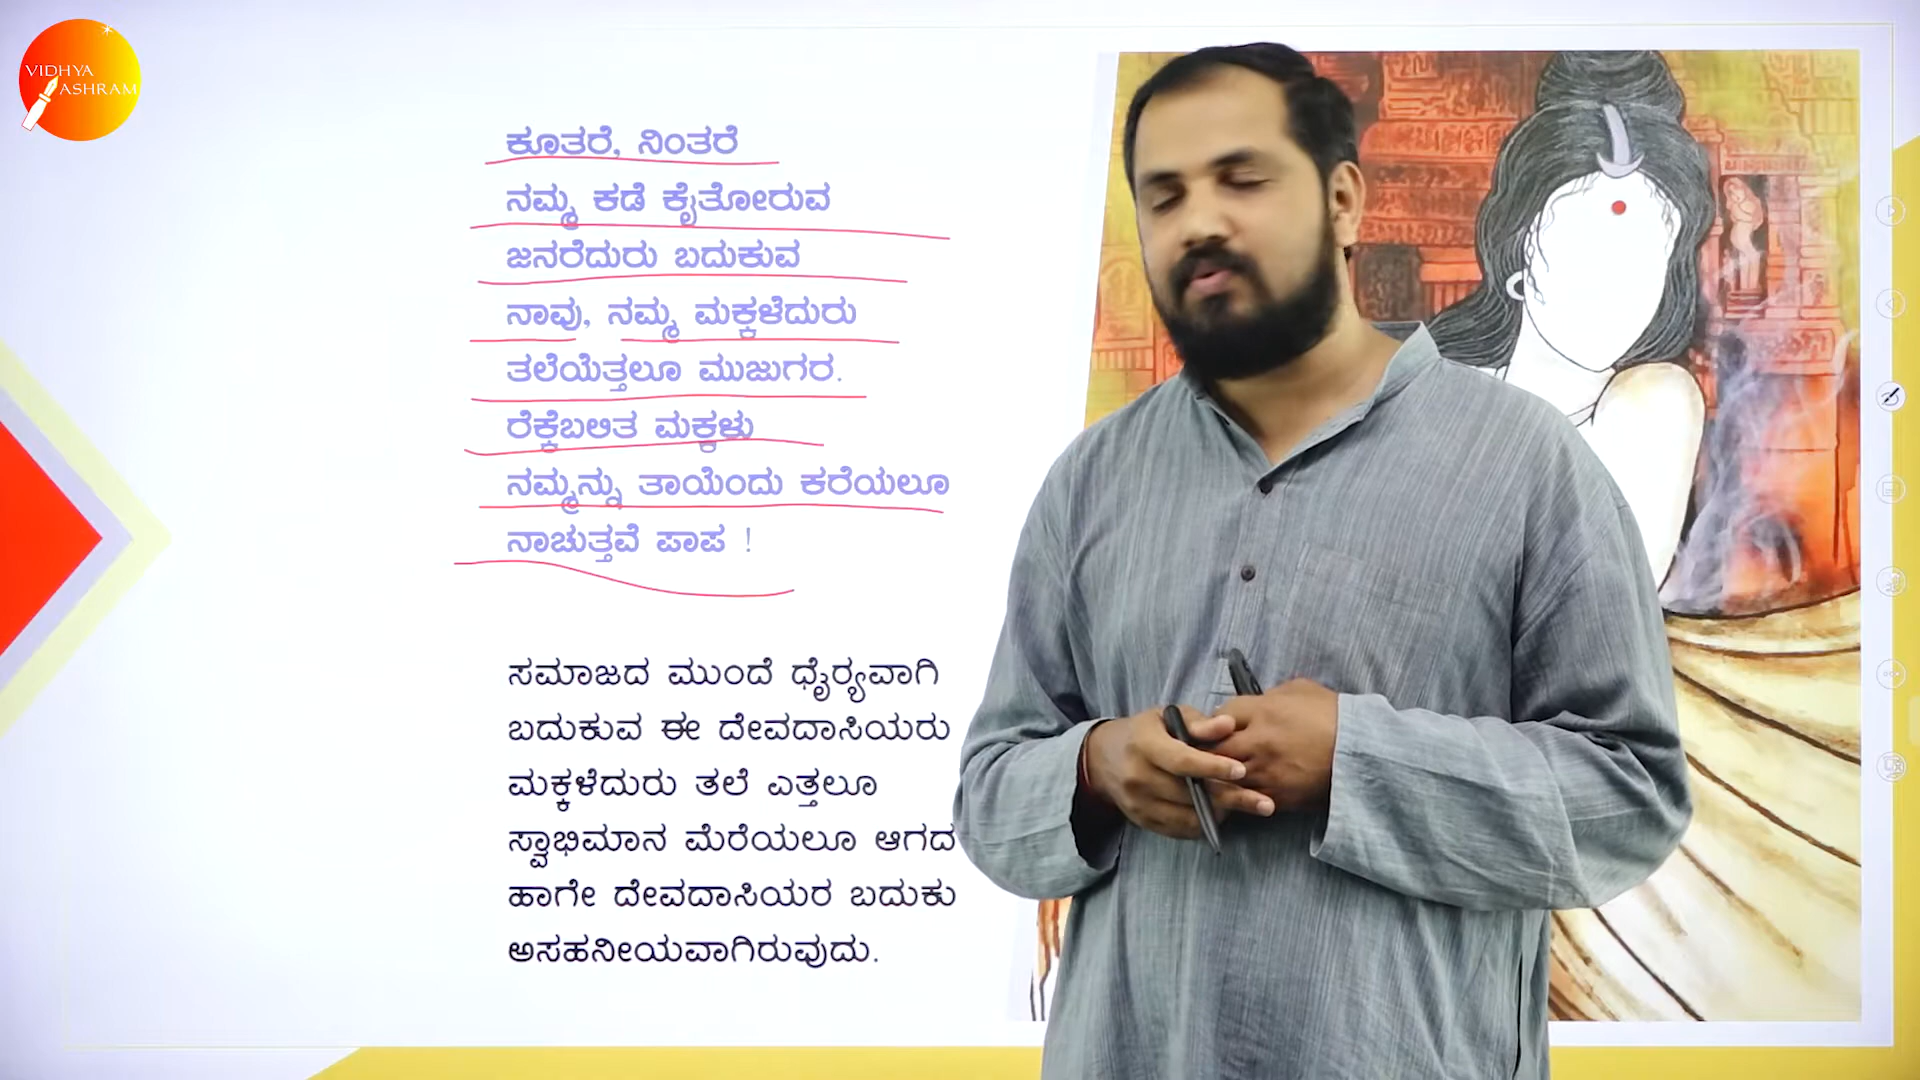 VIDHYA
ASHRAM
ಕೂತರೆ, ನಿಂತರೆ
ನಮ್ಮ ಕಡೆ ಕೈತೋರುವ
ಜನರೆದುರು ಬದುಕುವ
ನಾವು, ನಮ್ಮ ಮಕ್ಕಳೆದುರು
ತಲೆಯೆತ್ತಲೂ ಮುಜುಗರ.
ರೆಕ್ಕೆಬಲಿತ ಮಕ್ಕಳು
ನಮ್ಮನ್ನು ತಾಯೆಂದು ಕರೆಯಲೂ
ನಾಚುತ್ತವೆ ಪಾಪ !
ಸಮಾಜದ ಮುಂದೆ ಧೈರ್‍ಯವಾಗಿ
ಬದುಕುವ ಈ ದೇವದಾಸಿಯರು
ಮಕ್ಕಳೆದುರು ತಲೆ ಎತ್ತಲೂ
ಸ್ವಾಭಿಮಾನ ಮೆರೆಯಲೂ ಆಗದ
ಹಾಗೇ ದೇವದಾಸಿಯರ ಬದುಕು
ಅಸಹನೀಯವಾಗಿರುವುದು.